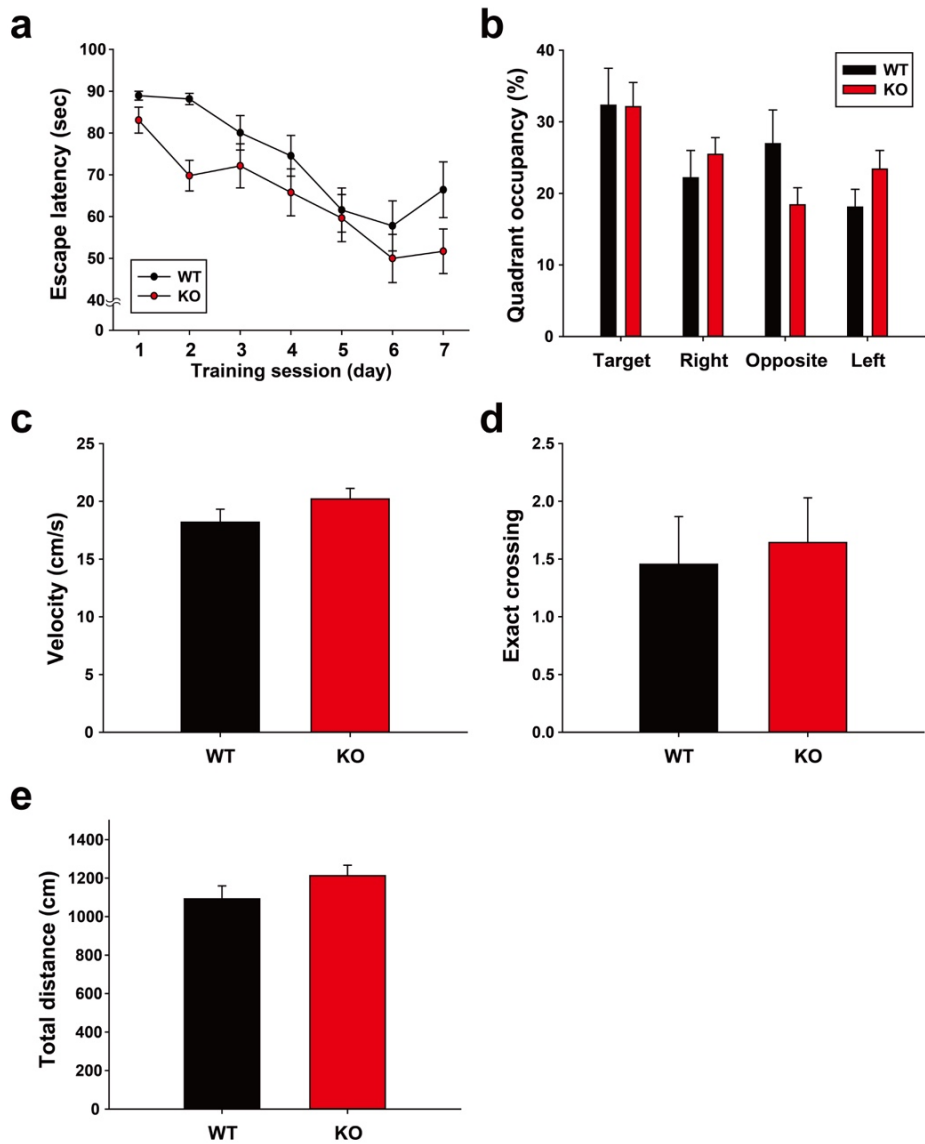 a
Escape latency (sec)
100
90
80
70
60
50
40
0
WT
KO
1 2 3 4 5 6 7
Training session (day)
b
Quadrant occupancy (%)
40
30
20
10
0
WT
KO
Target Right Opposite Left
c
Velocity (cm/s)
25
20
15
10
5
0
WT KO
d
Exact crossing
2.5
2.0
1.5
1.0
0.5
0.0
WT KO
e
Total distance (cm)
1400
1200
1000
800
600
400
200
0
WT KO